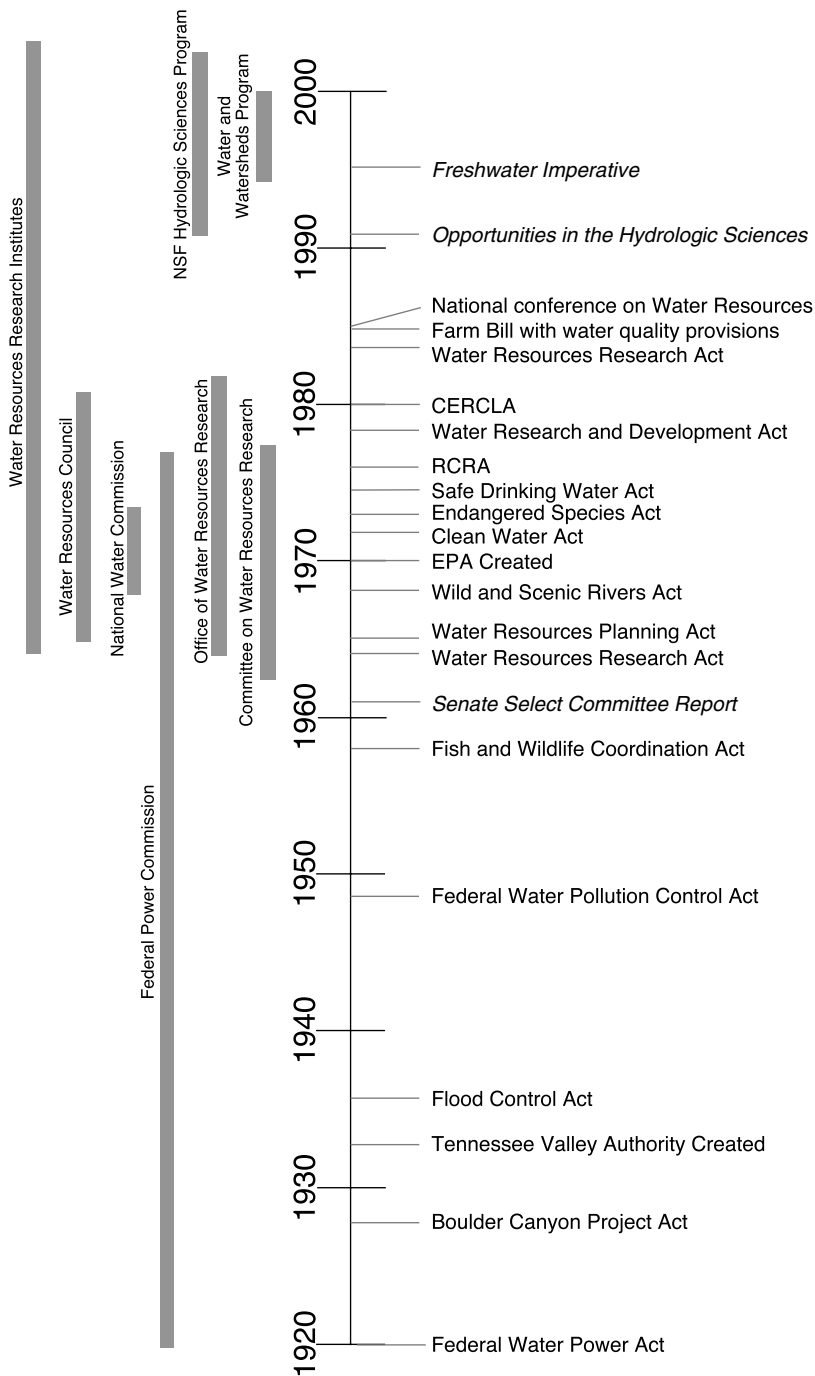 Water Resources Research Institutes
Water Resources Council
National Water Commission
Federal Power Commission
NSF Hydrologic Sciences Program
Office of Water Resources Research
Water and
Watersheds Program
Committee on Water Resources Research
2000
Freshwater Imperative
Opportunities in the Hydrologic Sciences
1990
National conference on Water Resources
Farm Bill with water quality provisions
Water Resources Research Act
1980
CERCLA
Water Research and Development Act
RCRA
Safe Drinking Water Act
Endangered Species Act
Clean Water Act
1970
EPA Created
Wild and Scenic Rivers Act
Water Resources Planning Act
Water Resources Research Act
Senate Select Committee Report
1960
Fish and Wildlife Coordination Act
1950
Federal Water Pollution Control Act
1940
Flood Control Act
Tennessee Valley Authority Created
1930
Boulder Canyon Project Act
1920
Federal Water Power Act